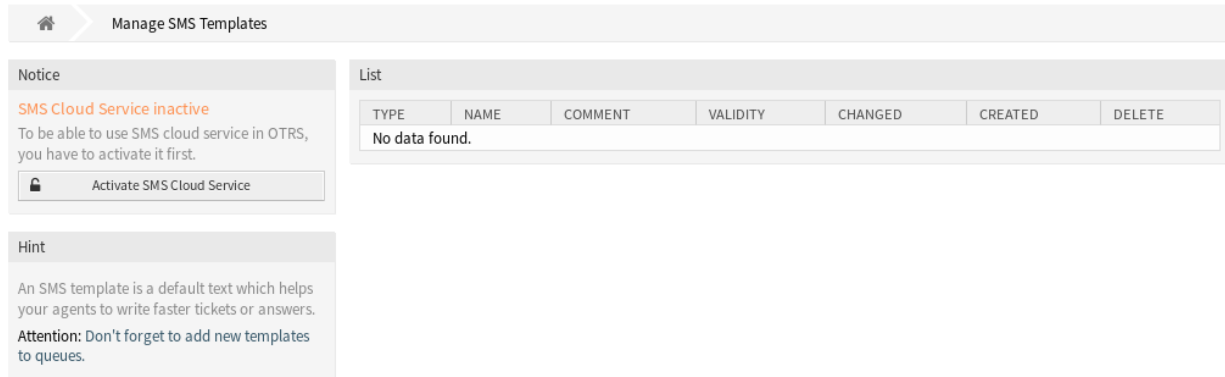 Manage SMS Templates
Notice
SMS Cloud Service inactive
To be able to use SMS cloud service in OTRS,
you have to activate it first.
Activate SMS Cloud Service
Hint
An SMS template is a default text which helps
your agents to write faster tickets or answers.
Attention: Don't forget to add new templates
to queues.
List
TYPE NAME COMMENT VALIDITY CHANGED CREATED DELETE
No data found.